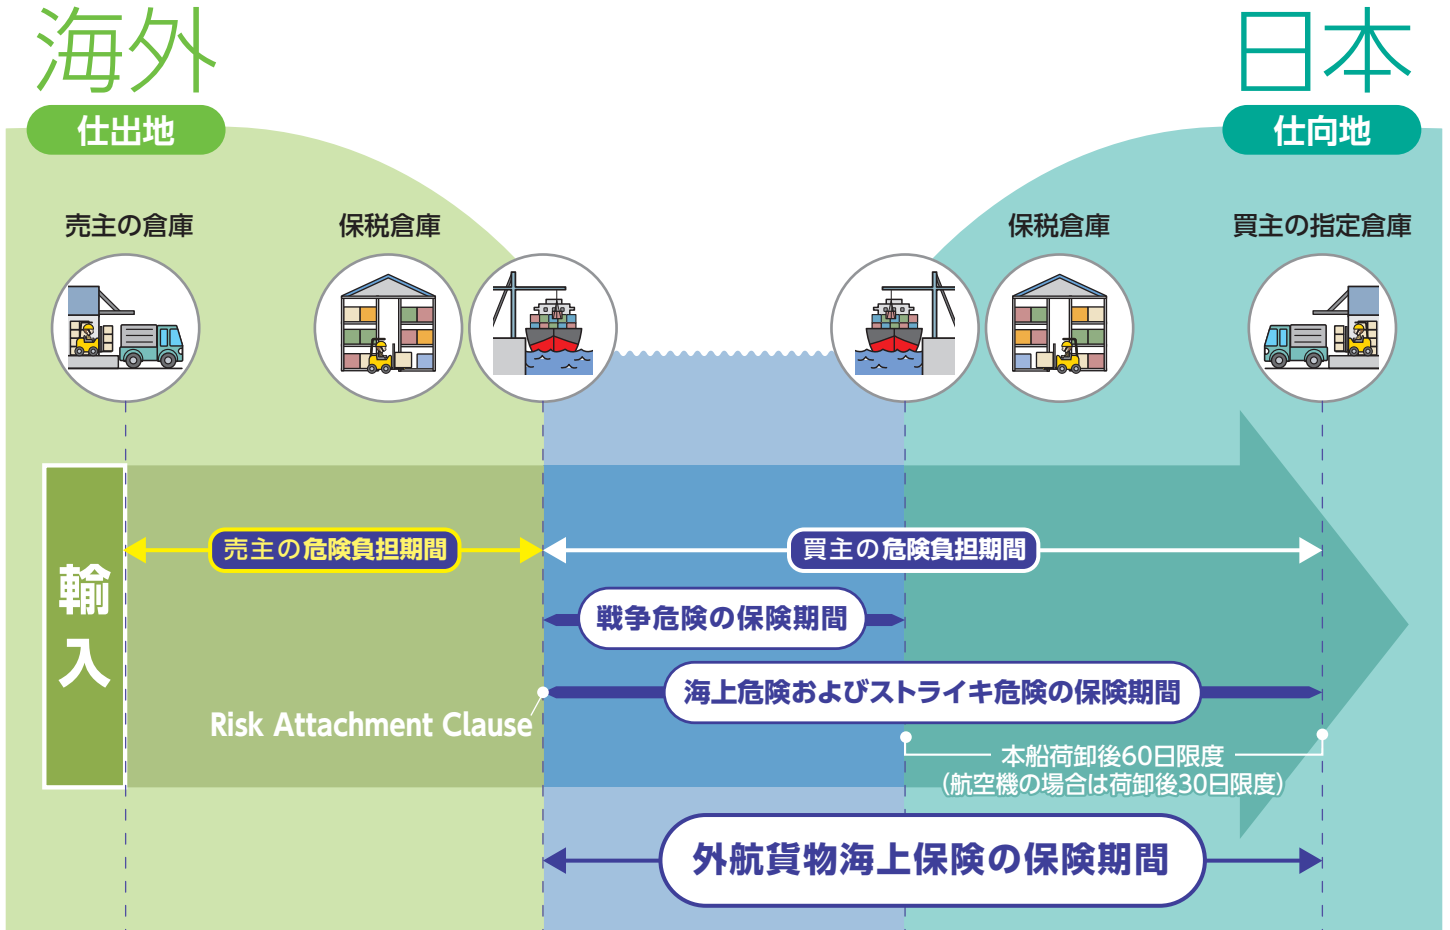 海外
日本
仕出地
仕向地
売主の倉庫
保税倉庫
保税倉庫
買主の指定倉庫
輸入
売主の危険負担期間
買主の危険負担期間
戦争危険の保険期間
海上危険およびストライキ危険の保険期間
Risk Attachment Clause
本船荷卸後60日限度
(航空機の場合は荷卸後30日限度)
外航貨物海上保険の保険期間